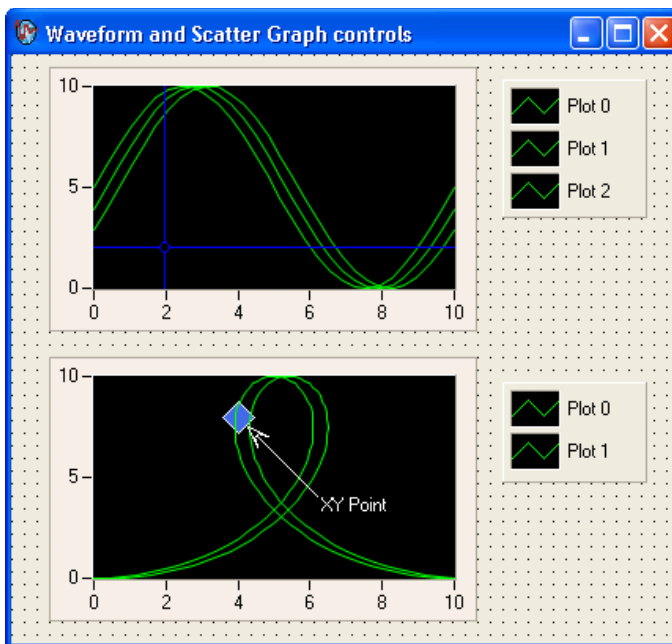 Waveform and Scatter Graph controls
10
5
0
0 2 4 6 8 10
Plot 0
Plot 1
Plot 2
10
5
0
0 2 4 6 8 10
XY Point
Plot 0
Plot 1